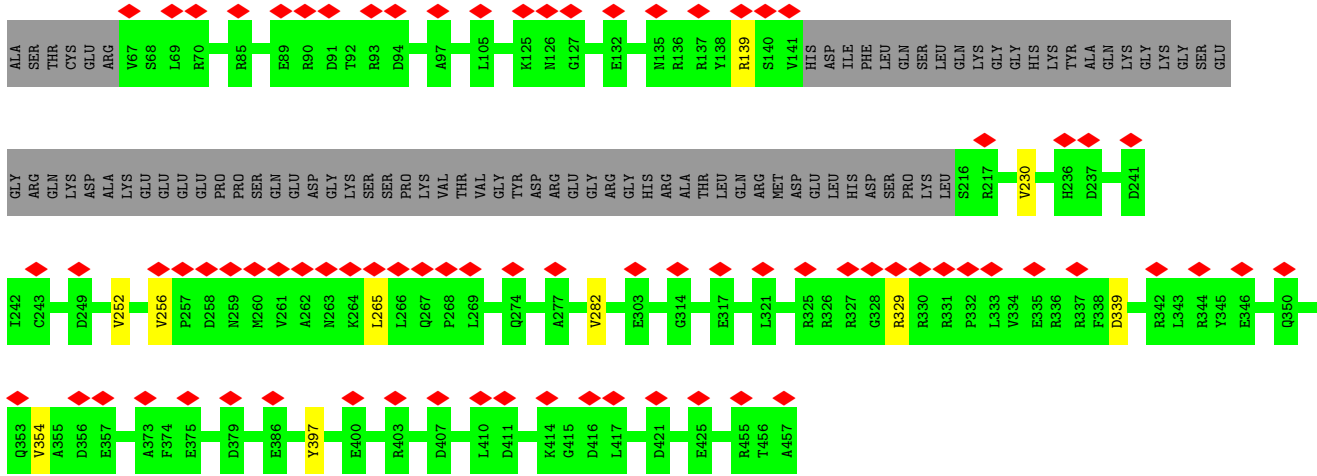 ALA SER THR CYS GLU ARG V67 S68 L69 R70 R85 E89 R90 D91 T92 R93 D94 A97 L105 K125 N126 G127 E132 N135 R136 R137 Y138 R139 S140 V141 HIS ASP ILE PHE LEU GLN SER LEU GLN LYS GLY GLY HIS LYS TYR ALA GLN LYS GLY LYS GLY SER GLU
GLY ARG GLN LYS ASP ALA LYS GLU GLU GLU GLU PRO PRO SER GLN GLU ASP GLY LYS SER SER PRO LYS VAL THR VAL GLY TYR ASP ARG GLU GLY ARG GLY HIS ARG ALA THR LEU GLN ARG MET ASP GLU LEU HIS ASP SER PRO LYS LEU S216 R217 V230 H236 D237 D241
I242 C243 D249 V252 V256 P257 D258 N259 M260 V261 A262 N263 K264 L265 L266 Q267 P268 L269 Q274 A277 V282 E303 G314 E317 L321 R325 R326 R327 G328 R329 R330 R331 P332 L333 V334 E335 R336 R337 F338 D339 R342 L343 R344 Y345 E346 Q350
Q353 V354 A355 D356 E357 A373 F374 E375 D379 E386 Y397 E400 R403 D407 L410 D411 K414 G415 D416 L417 D421 E425 R455 T456 A457